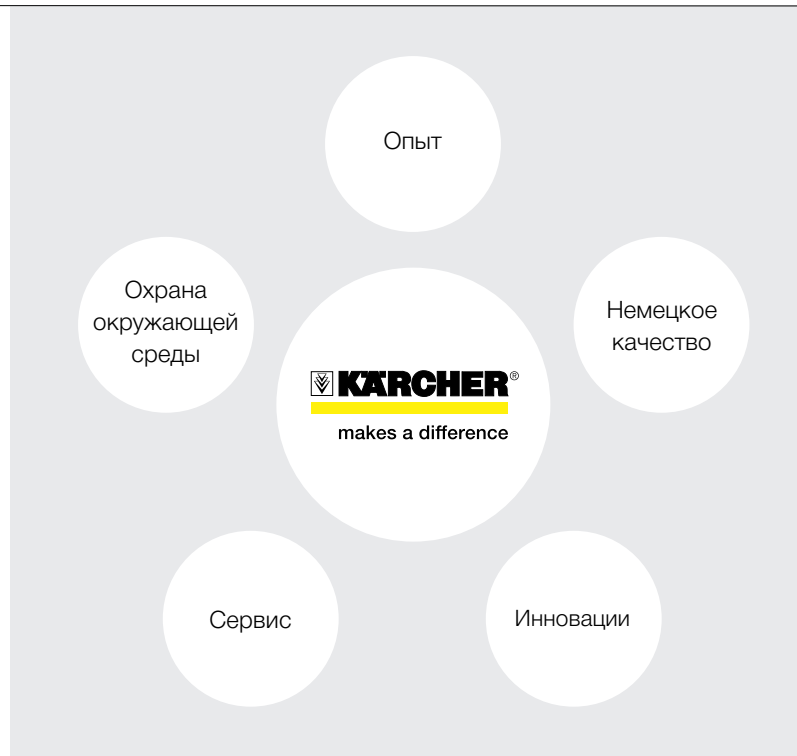 Опыт
Охрана
окружающей
среды
Немецкое
качество
KÄRCHER®
makes a difference
Сервис
Инновации